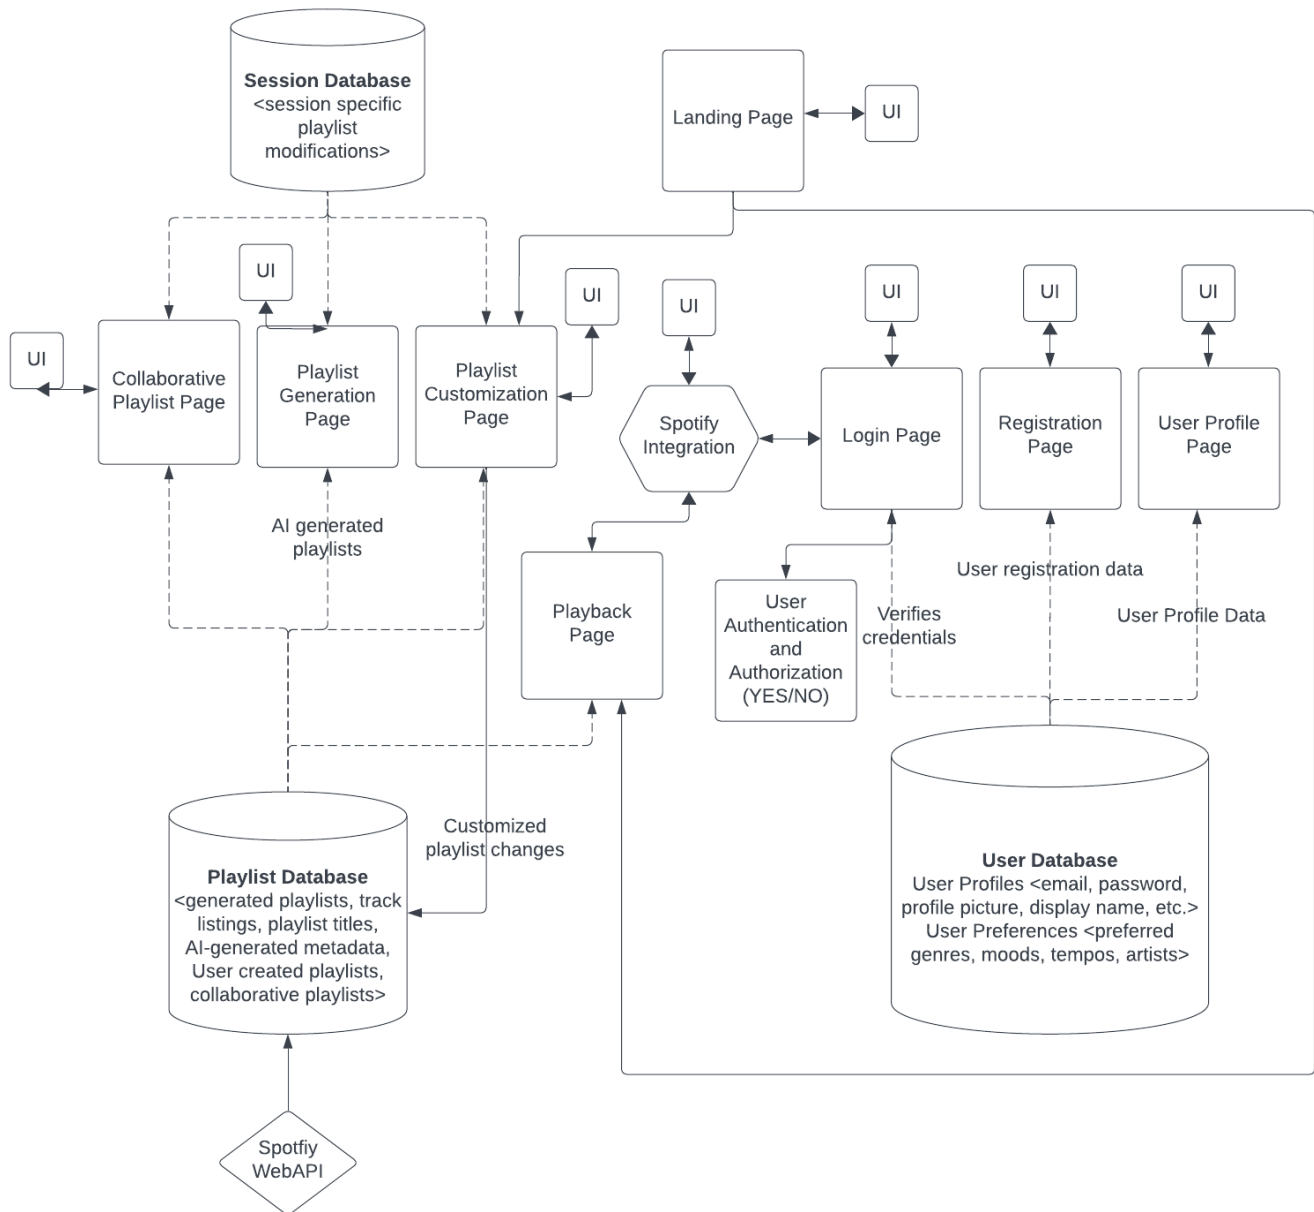 Session Database
<session specific
playlist
modifications>
Landing Page
UI
UI
UI
UI
UI
UI
UI
UI
Collaborative
Playlist Page
Playlist
Generation
Page
Playlist
Customization
Page
Spotify
Integration
Login Page
Registration
Page
User Profile
Page
AI generated
playlists
Playback
Page
User
Authentication
and
Authorization
(YES/NO)
Verifies
credentials
User registration data
User Profile Data
Customized
playlist changes
Playlist Database
<generated playlists, track
listings, playlist titles,
AI-generated metadata,
User created playlists,
collaborative playlists>
User Database
User Profiles <email, password,
profile picture, display name, etc.>
User Preferences <preferred
genres, moods, tempos, artists>
Spotfiy
WebAPI